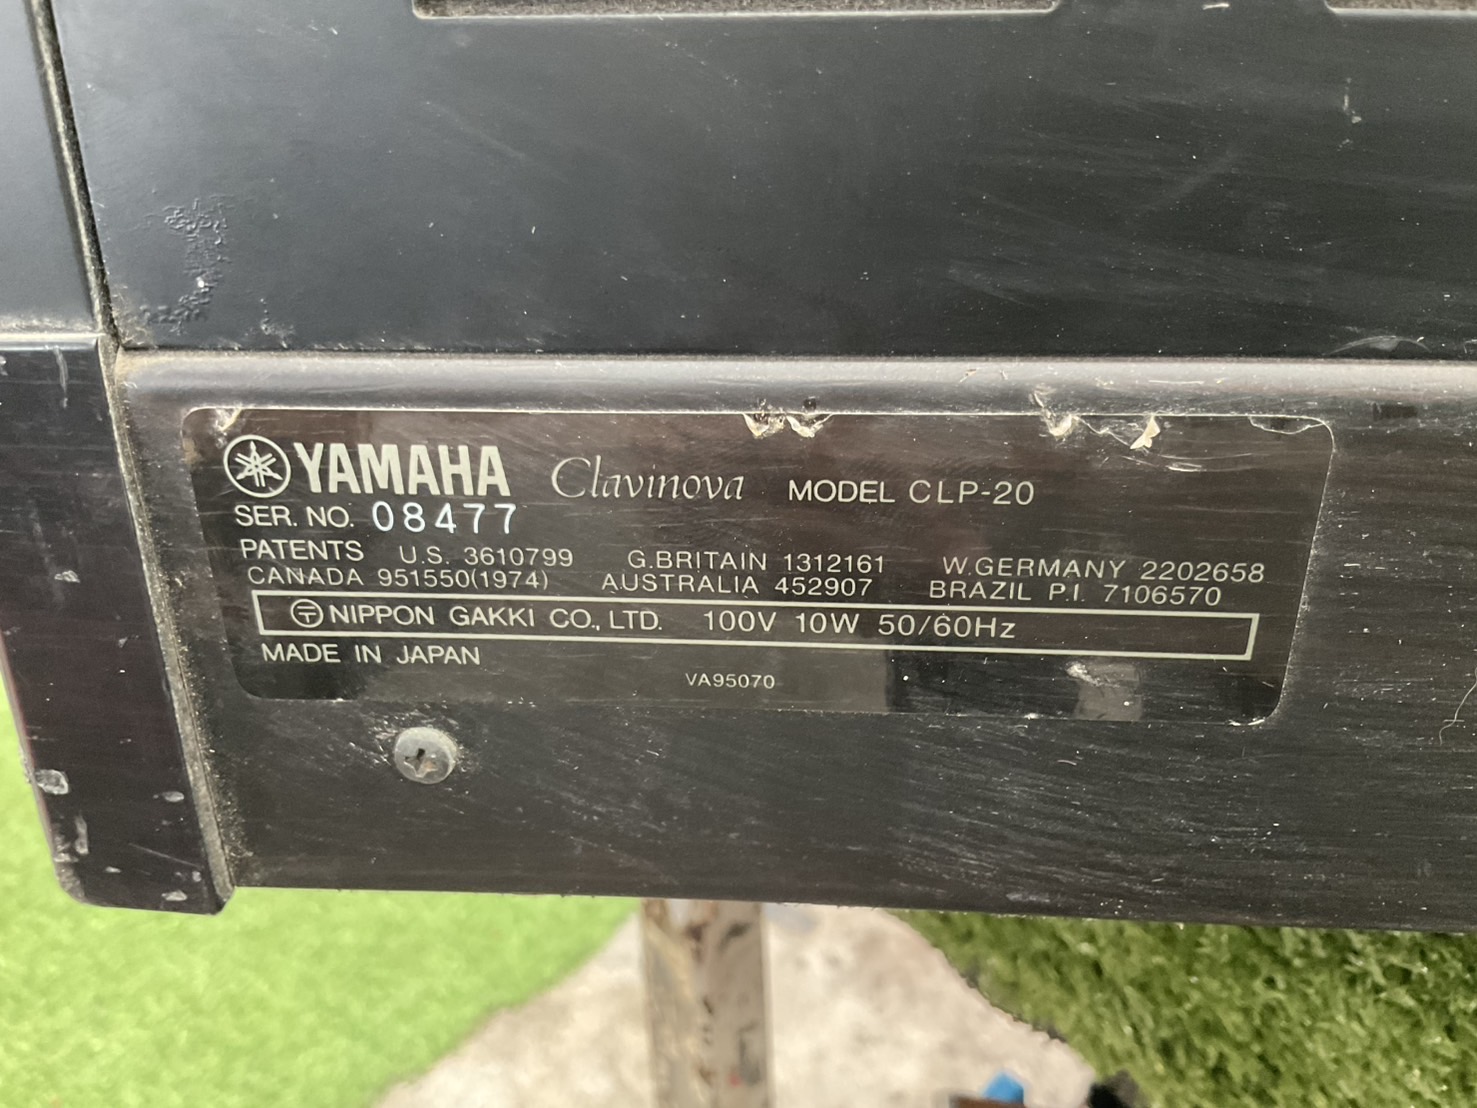 YAMAHA Clavinova MODEL CLP-20
SER. NO. 08477
PATENTS U.S. 3610799 G.BRITAIN 1312161 W.GERMANY 2202658
CANADA 951550(1974) AUSTRALIA 452907 BRAZIL P.I. 7106570
〶 NIPPON GAKKI CO., LTD. 100V 10W 50/60Hz
MADE IN JAPAN
VA95070